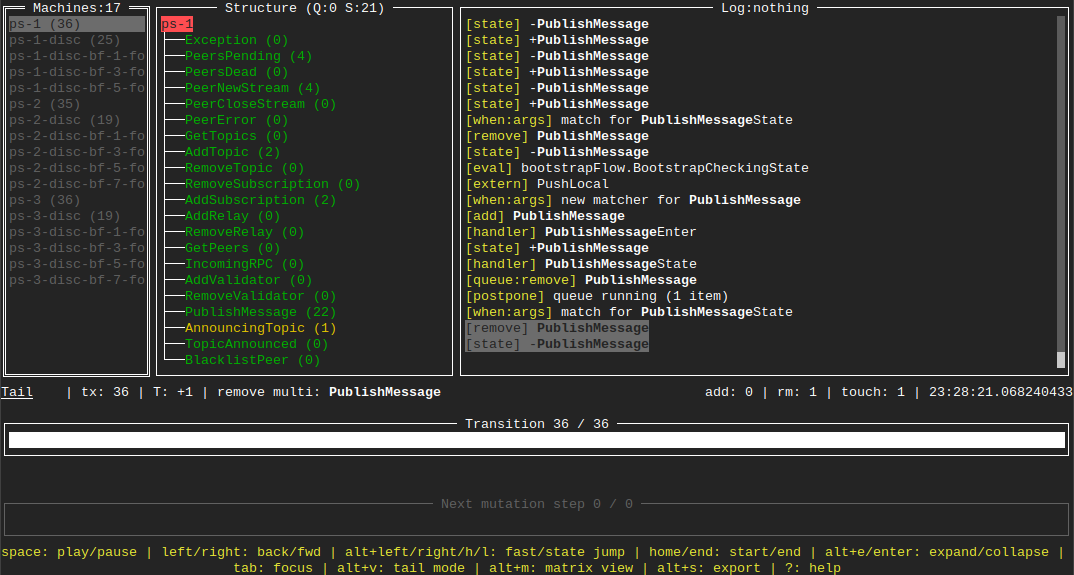 Machines:17
ps-1 (36)
ps-1-disc (25)
ps-1-disc-bf-1-fo
ps-1-disc-bf-3-fo
ps-1-disc-bf-5-fo
ps-2 (35)
ps-2-disc (19)
ps-2-disc-bf-1-fo
ps-2-disc-bf-3-fo
ps-2-disc-bf-5-fo
ps-2-disc-bf-7-fo
ps-3 (36)
ps-3-disc (19)
ps-3-disc-bf-1-fo
ps-3-disc-bf-3-fo
ps-3-disc-bf-5-fo
ps-3-disc-bf-7-fo
Structure (Q:0 S:21)
ps-1
Exception (0)
PeersPending (4)
PeersDead (0)
PeerNewStream (4)
PeerCloseStream (0)
PeerError (0)
GetTopics (0)
AddTopic (2)
RemoveTopic (0)
RemoveSubscription (0)
AddSubscription (2)
AddRelay (0)
RemoveRelay (0)
GetPeers (0)
IncomingRPC (0)
AddValidator (0)
RemoveValidator (0)
PublishMessage (22)
AnnouncingTopic (1)
TopicAnnounced (0)
BlacklistPeer (0)
Log:nothing
[state] -PublishMessage
[state] +PublishMessage
[state] -PublishMessage
[state] +PublishMessage
[state] -PublishMessage
[state] +PublishMessage
[when:args] match for PublishMessageState
[remove] PublishMessage
[state] -PublishMessage
[eval] bootstrapFlow.BootstrapCheckingState
[extern] PushLocal
[when:args] new matcher for PublishMessage
[add] PublishMessage
[handler] PublishMessageEnter
[state] +PublishMessage
[handler] PublishMessageState
[queue:remove] PublishMessage
[postpone] queue running (1 item)
[when:args] match for PublishMessageState
[remove] PublishMessage
[state] -PublishMessage
Tail | tx: 36 | T: +1 | remove multi: PublishMessage add: 0 | rm: 1 | touch: 1 | 23:28:21.068240433
Transition 36 / 36
Next mutation step 0 / 0
space: play/pause | left/right: back/fwd | alt+left/right/h/l: fast/state jump | home/end: start/end | alt+e/enter: expand/collapse |
tab: focus | alt+v: tail mode | alt+m: matrix view | alt+s: export | ?: help